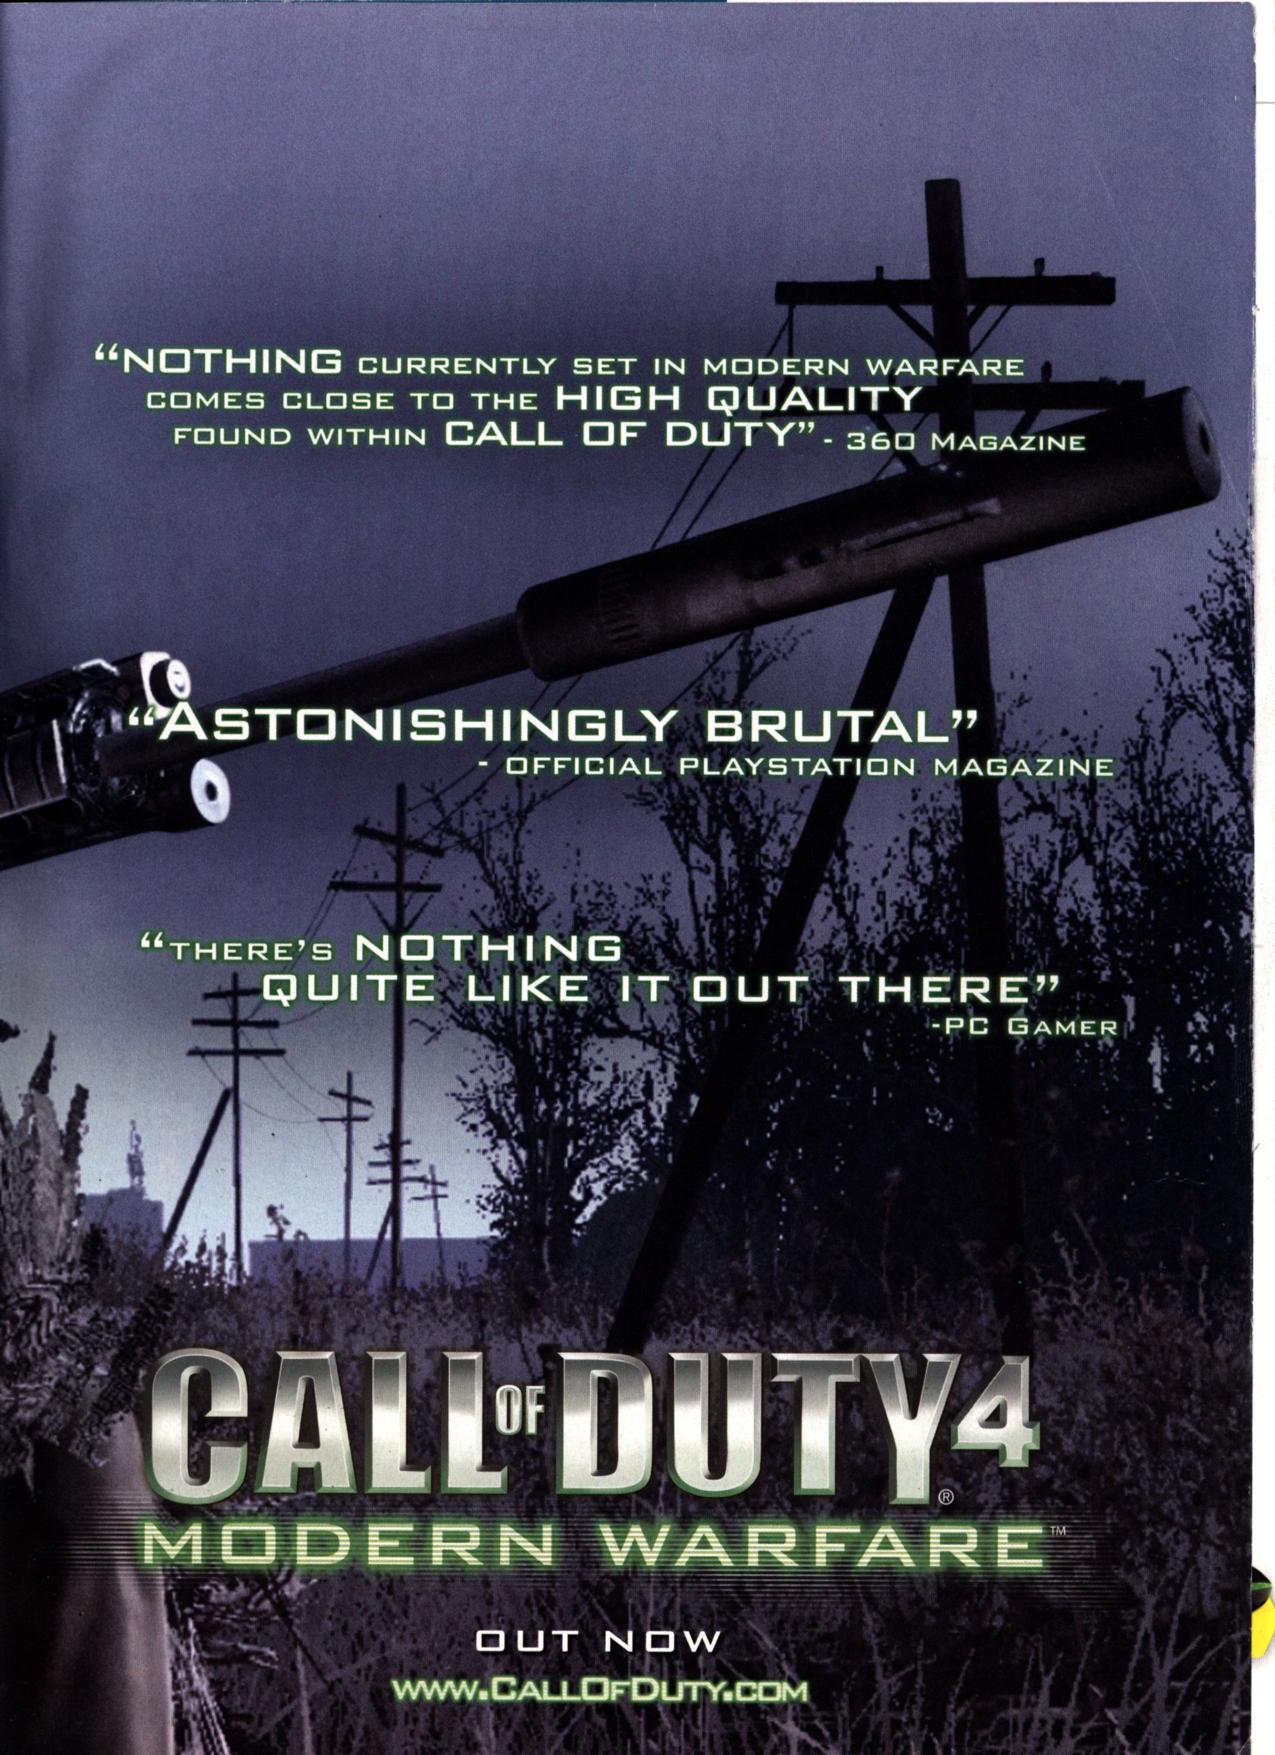 “NOTHING CURRENTLY SET IN MODERN WARFARE
COMES CLOSE TO THE HIGH QUALITY
FOUND WITHIN CALL OF DUTY” - 360 MAGAZINE
“ASTONISHINGLY BRUTAL”
- OFFICIAL PLAYSTATION MAGAZINE
“THERE'S NOTHING
QUITE LIKE IT OUT THERE”
-PC GAMER
CALL OF DUTY 4®
MODERN WARFARE™
OUT NOW
WWW.CALLOFDUTY.COM